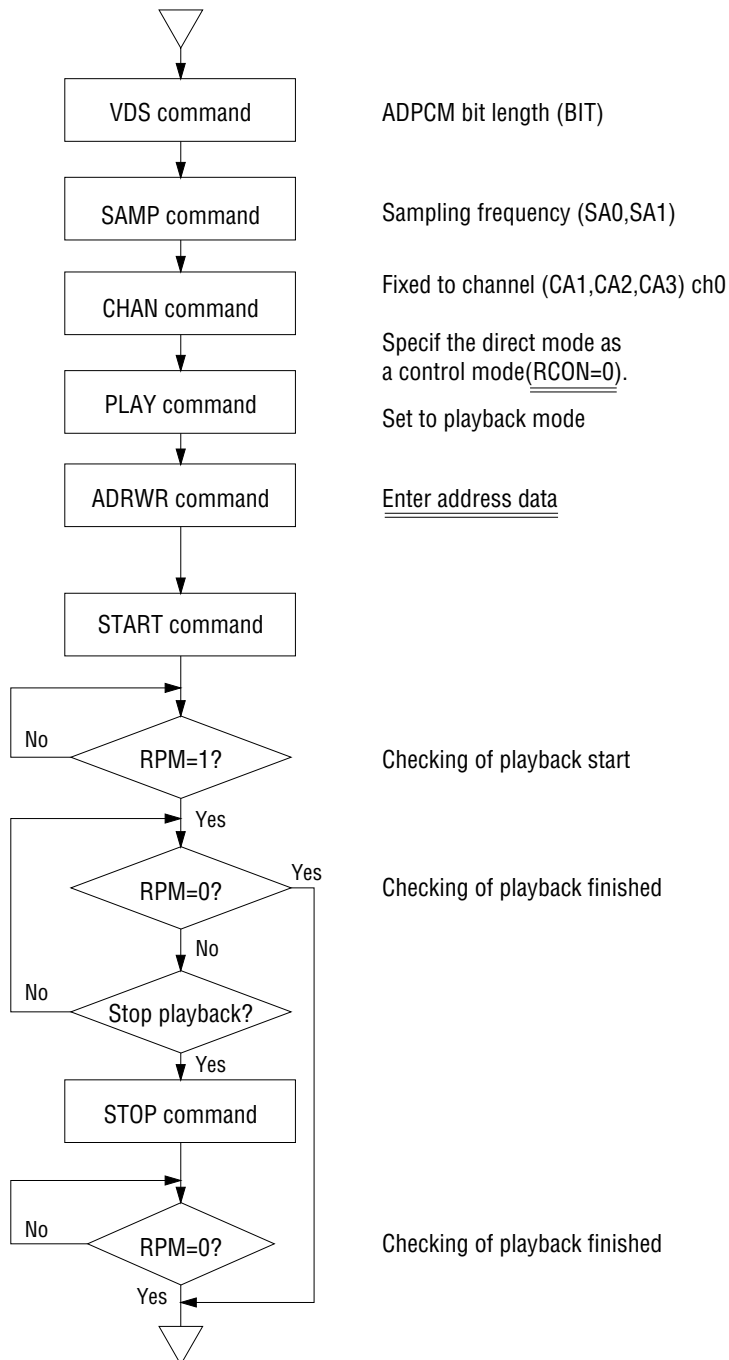 VDS command
ADPCM bit length (BIT)
SAMP command
Sampling frequency (SA0,SA1)
CHAN command
Fixed to channel (CA1,CA2,CA3) ch0
Specif the direct mode as
a control mode(RCON=0).
PLAY command
Set to playback mode
ADRWR command
Enter address data
START command
No
RPM=1?
Checking of playback start
Yes
Yes
RPM=0?
Checking of playback finished
No
No
Stop playback?
Yes
STOP command
No
RPM=0?
Checking of playback finished
Yes